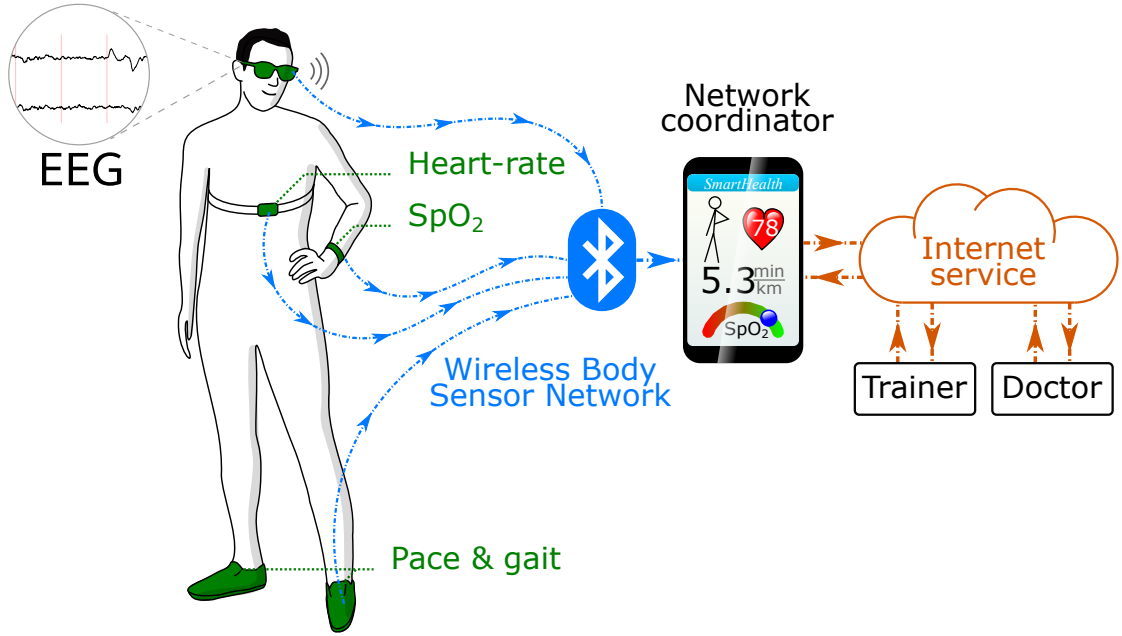 EEG
Heart-rate
SpO₂
Pace & gait
Wireless Body
Sensor Network
Network
coordinator
SmartHealth
78
5.3 min
km
SpO₂
Internet
service
Trainer
Doctor